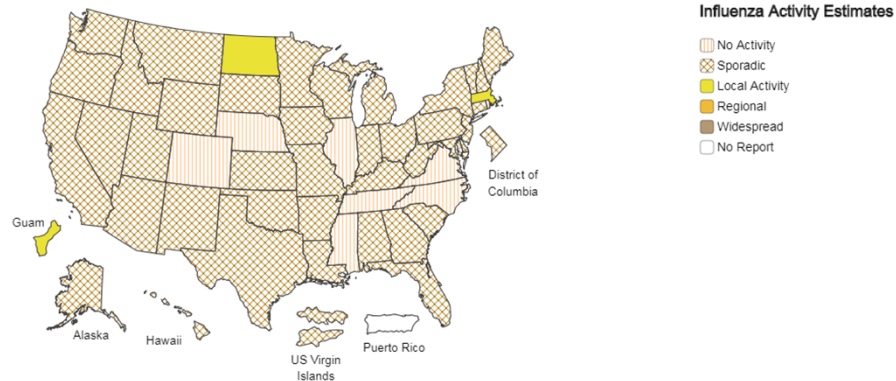 Influenza Activity Estimates
No Activity
Sporadic
Local Activity
Regional
Widespread
No Report
District of
Columbia
Guam
Alaska
Hawaii
US Virgin
Islands
Puerto Rico